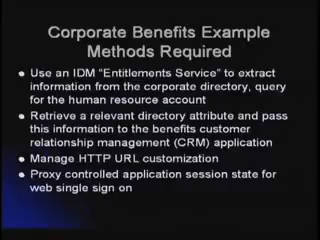 Corporate Benefits Example
Methods Required
• Use an IDM "Entitlements Service" to extract
information from the corporate directory, query
for the human resource account
• Retrieve a relevant directory attribute and pass
this information to the benefits customer
relationship management (CRM) application
• Manage HTTP URL customization
• Proxy controlled application session state for
web single sign on